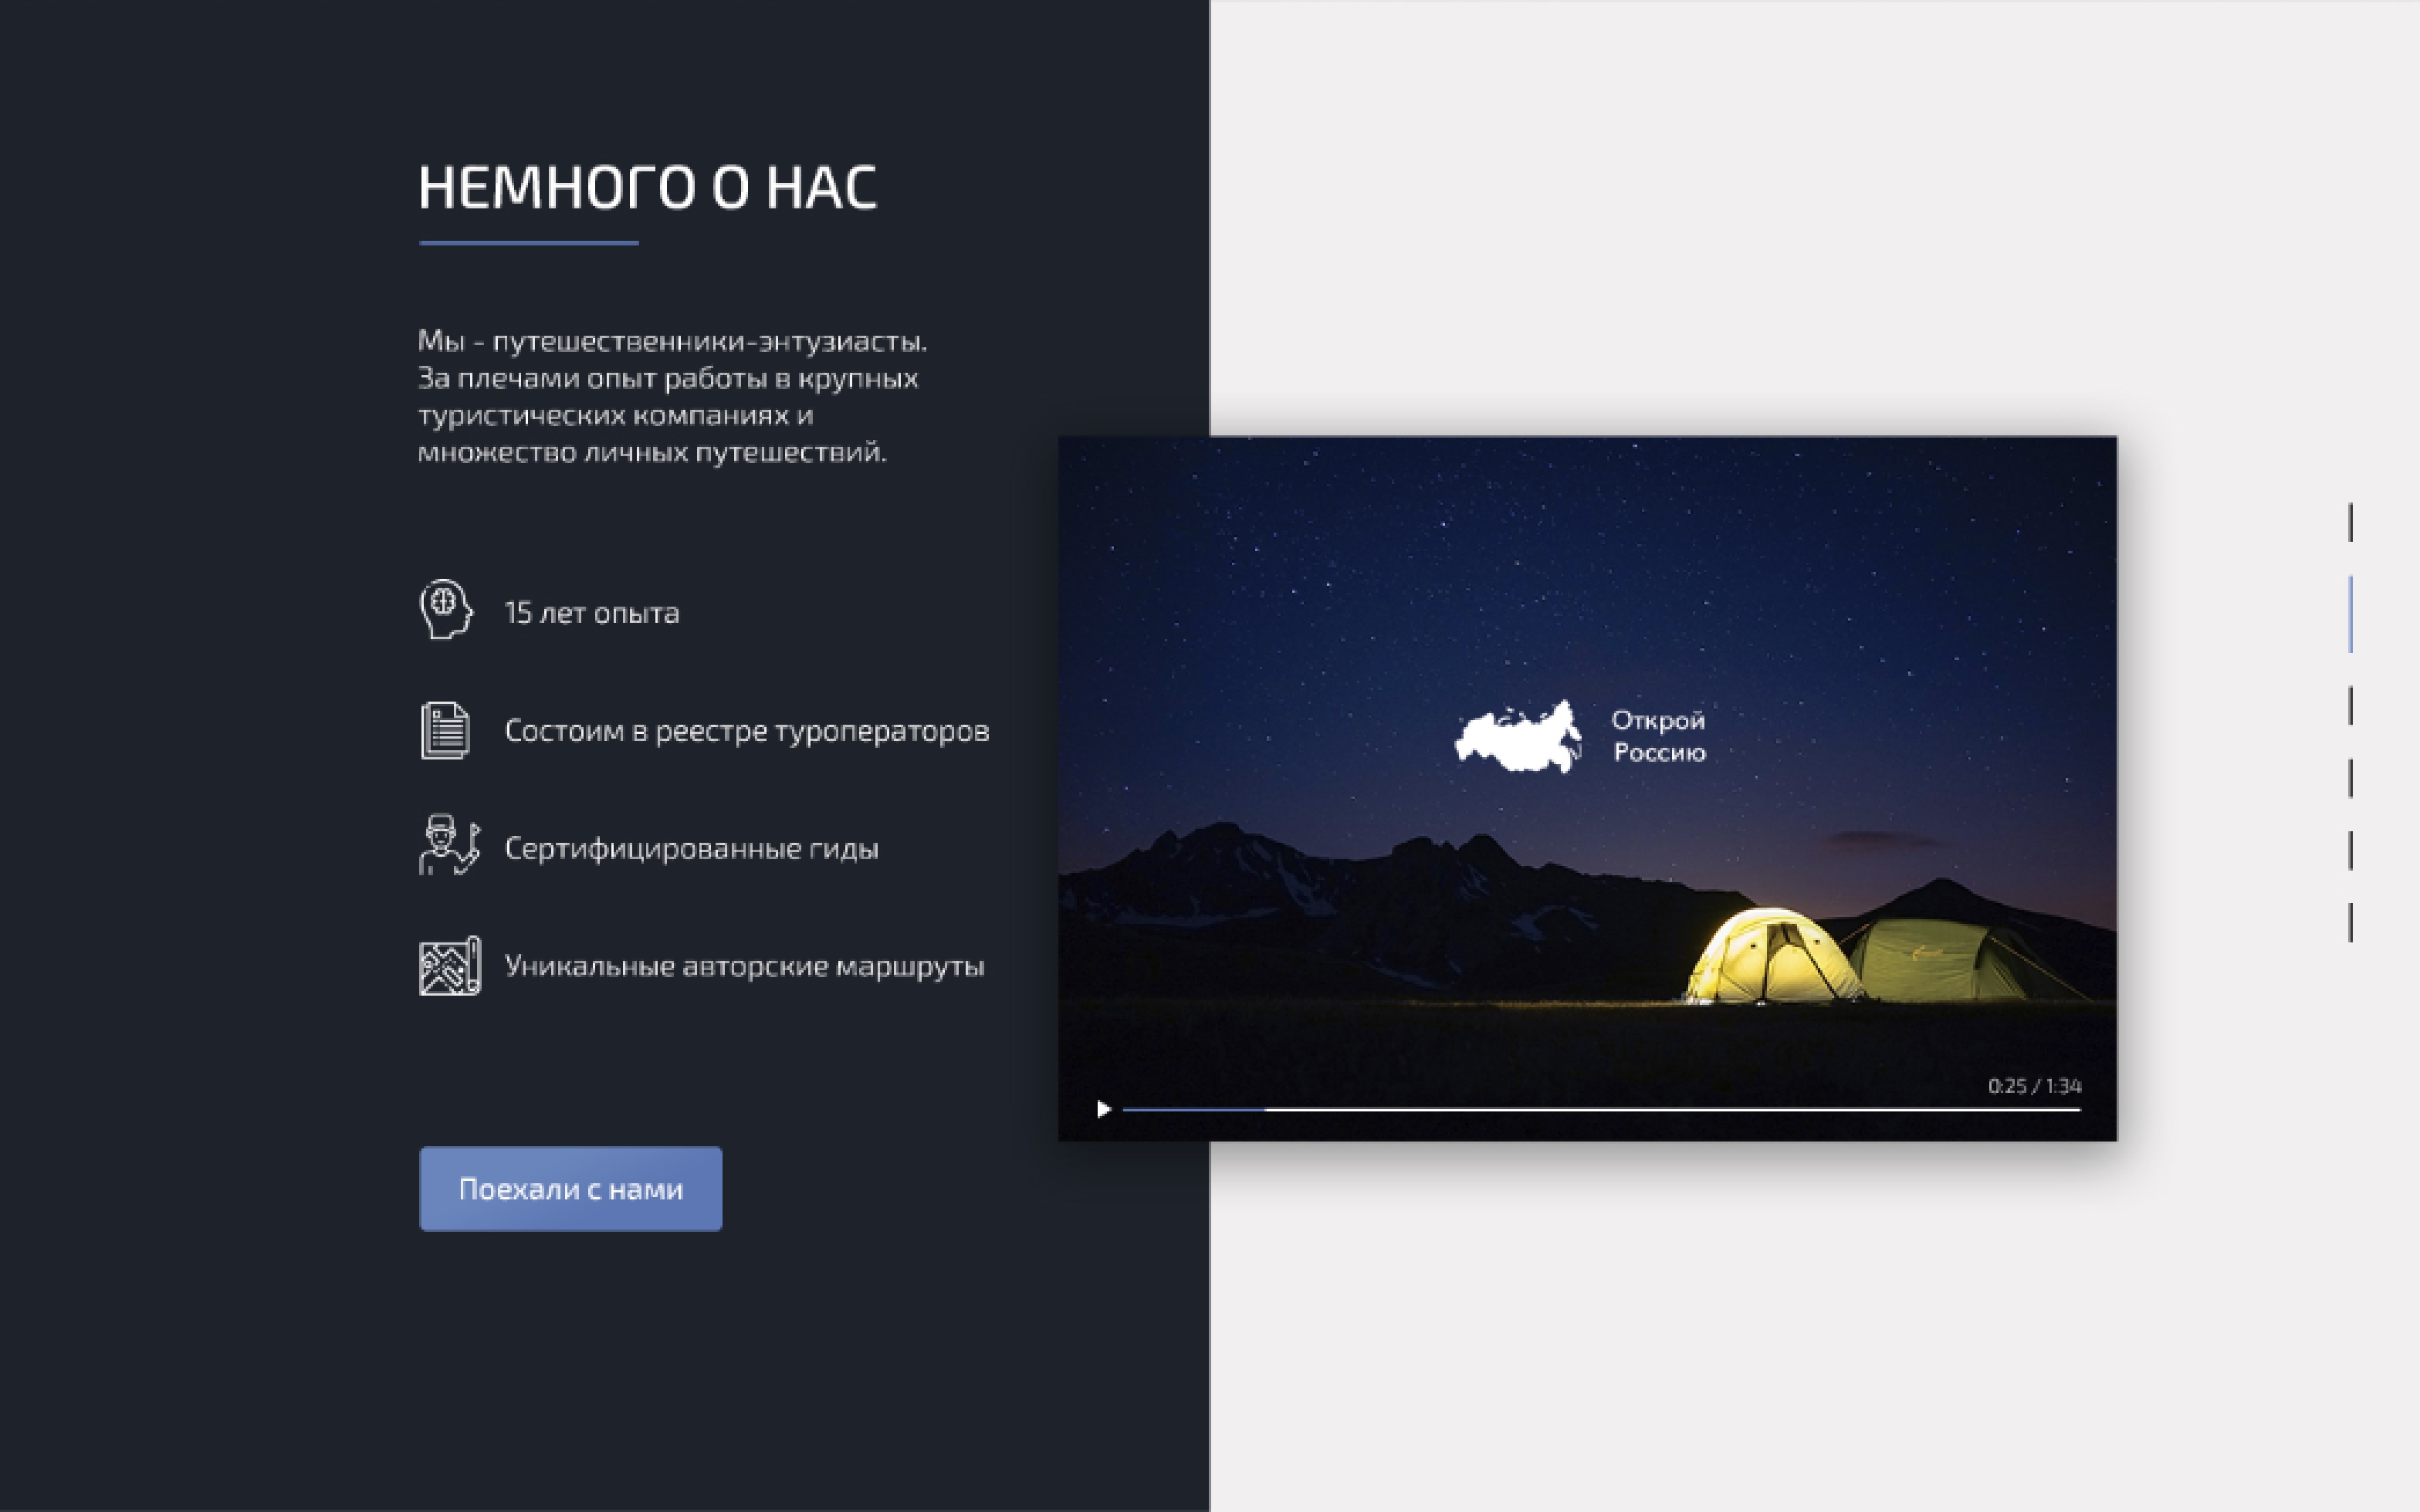 НЕМНОГО О НАС
Мы - путешественники-энтузиасты.
За плечами опыт работы в крупных
туристических компаниях и
множество личных путешествий.
15 лет опыта
Состоим в реестре туроператоров
Сертифицированные гиды
Уникальные авторские маршруты
Поехали с нами
Открой
Россию
0:25 / 1:34